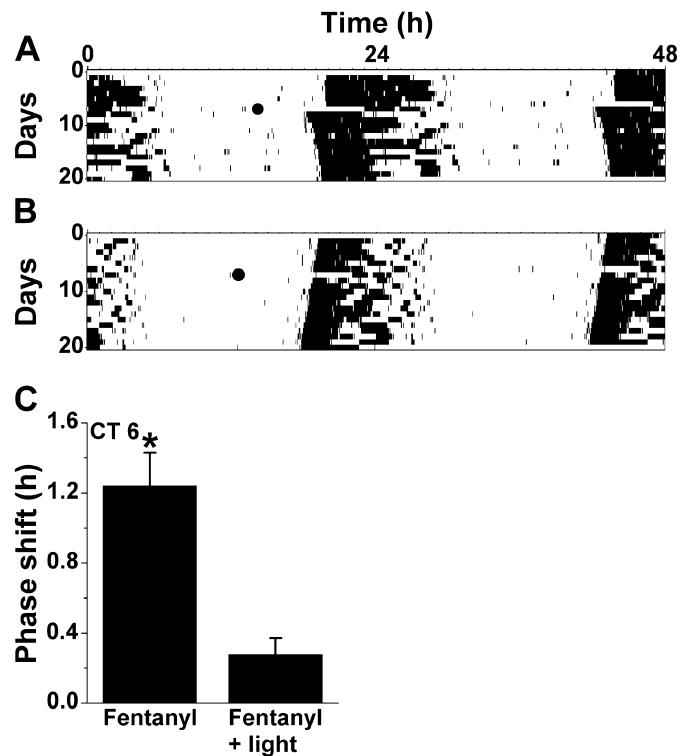 Time (h)
A
0 24 48
0
10
20
Days
B
0
10
20
Days
C
1.6
1.2
0.8
0.4
0.0
Phase shift (h)
CT 6
*
Fentanyl
Fentanyl
+ light